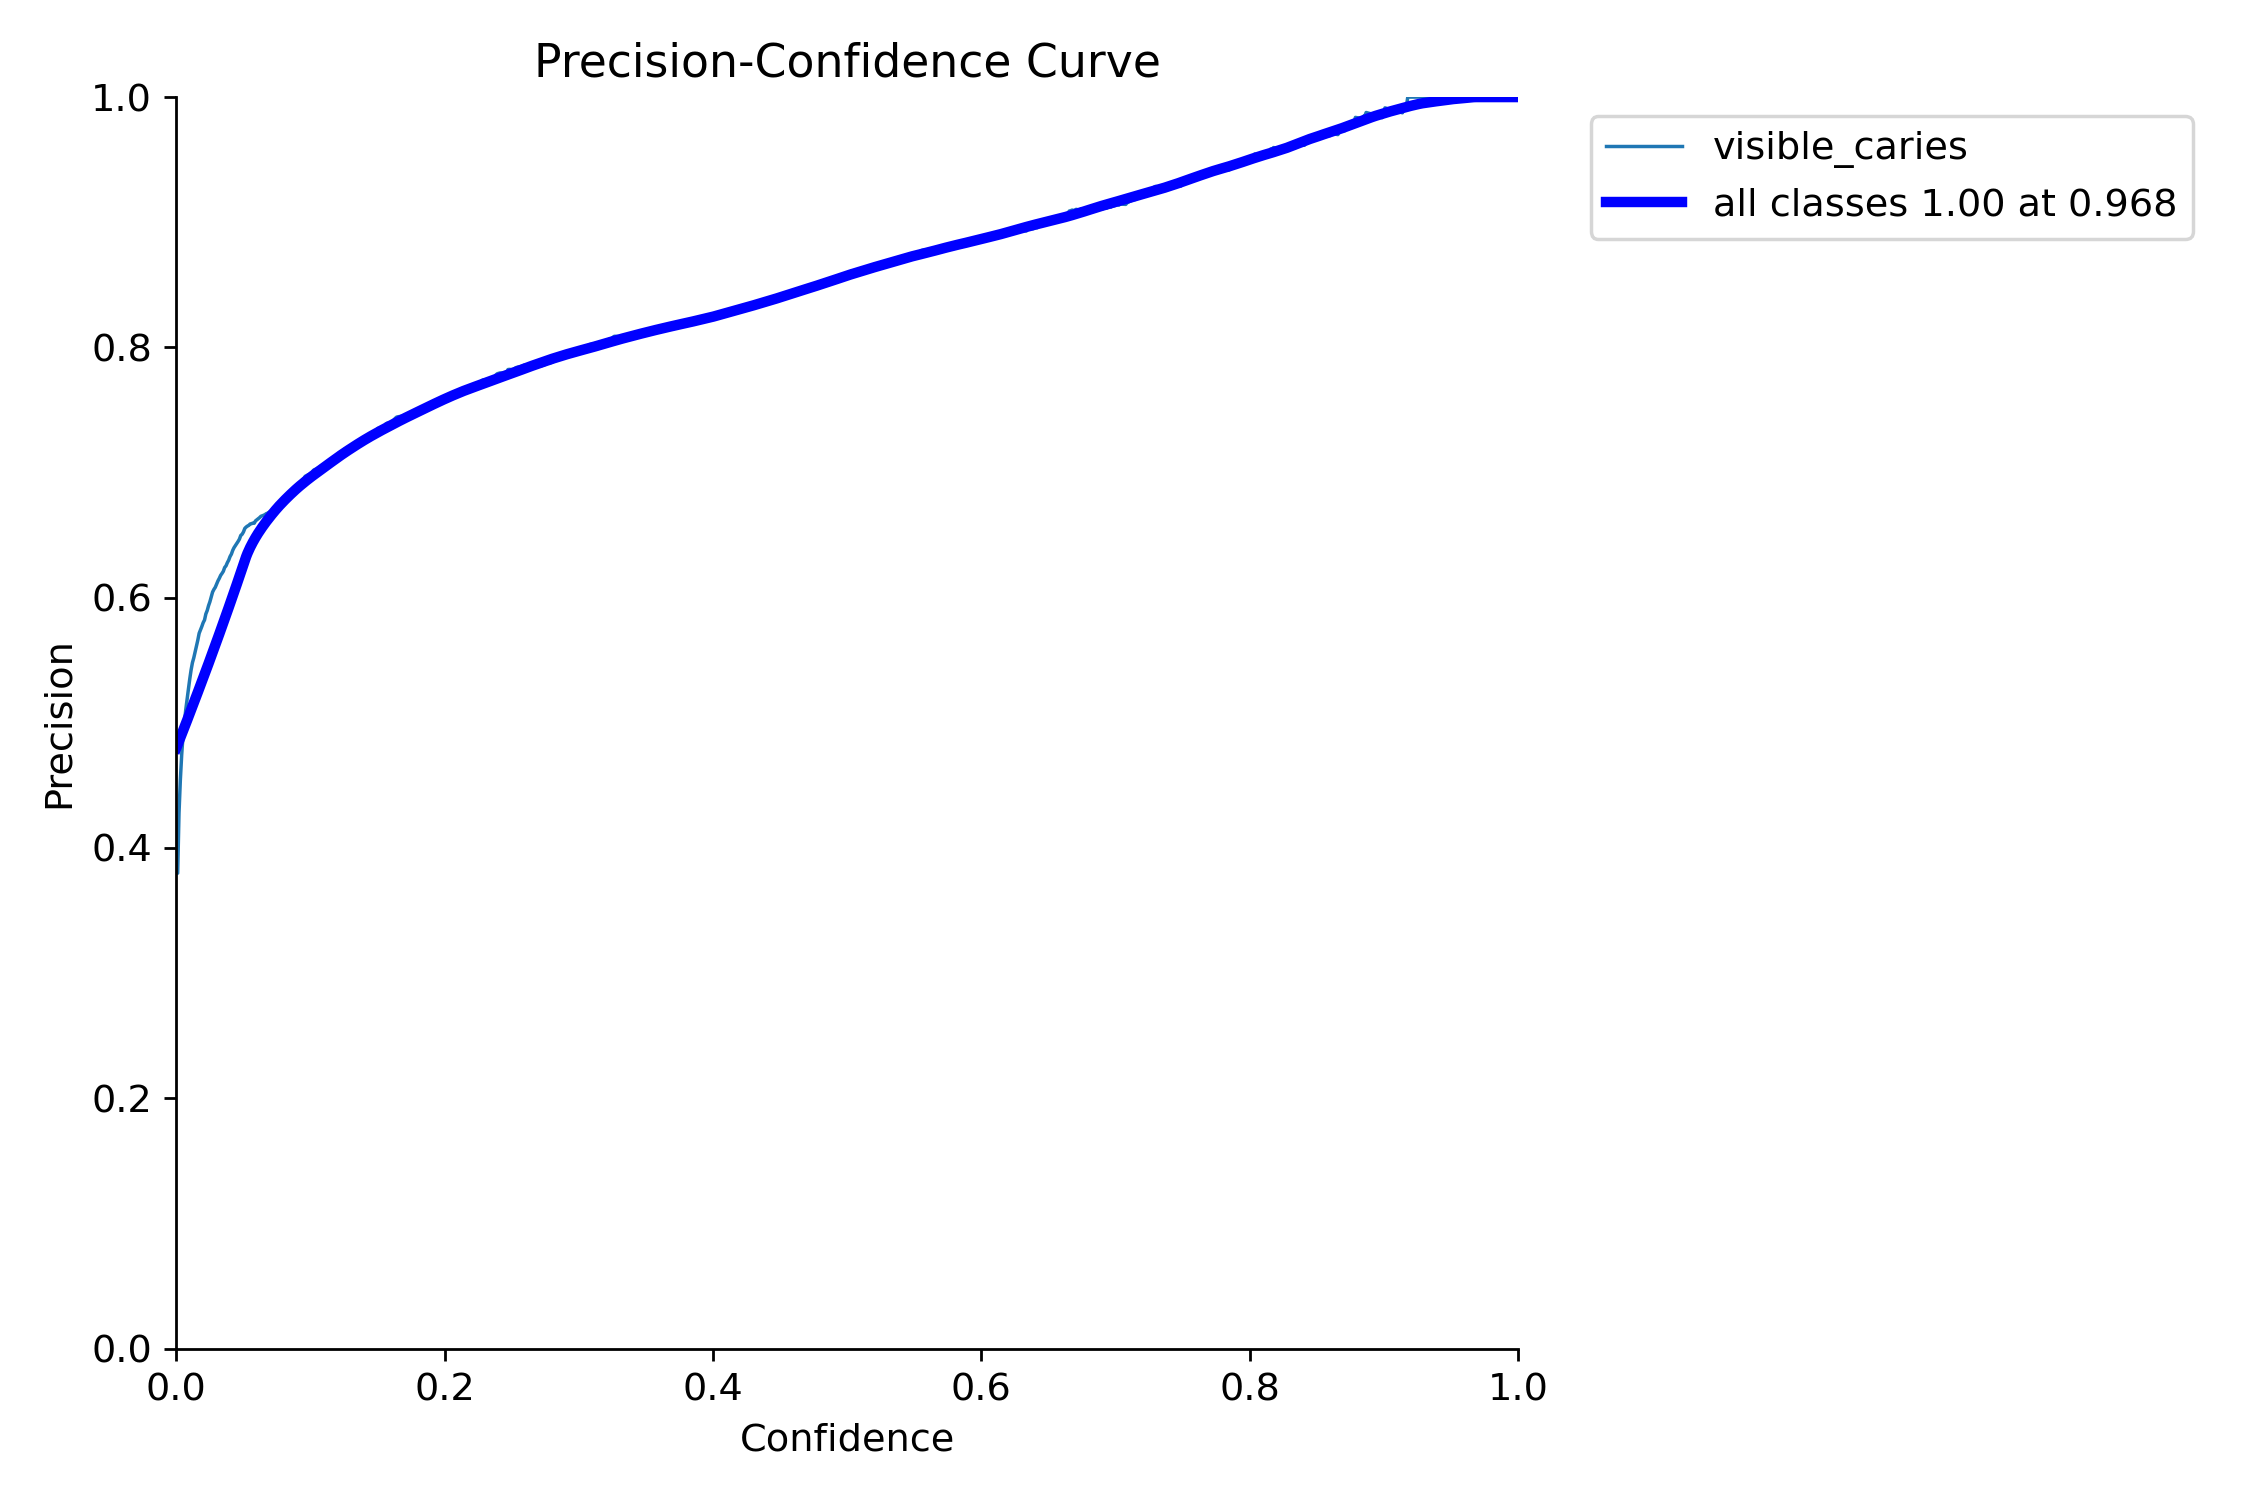 Precision-Confidence Curve
1.0
0.8
0.6
0.4
0.2
0.0
Precision
0.0 0.2 0.4 0.6 0.8 1.0
Confidence
visible_caries
all classes 1.00 at 0.968